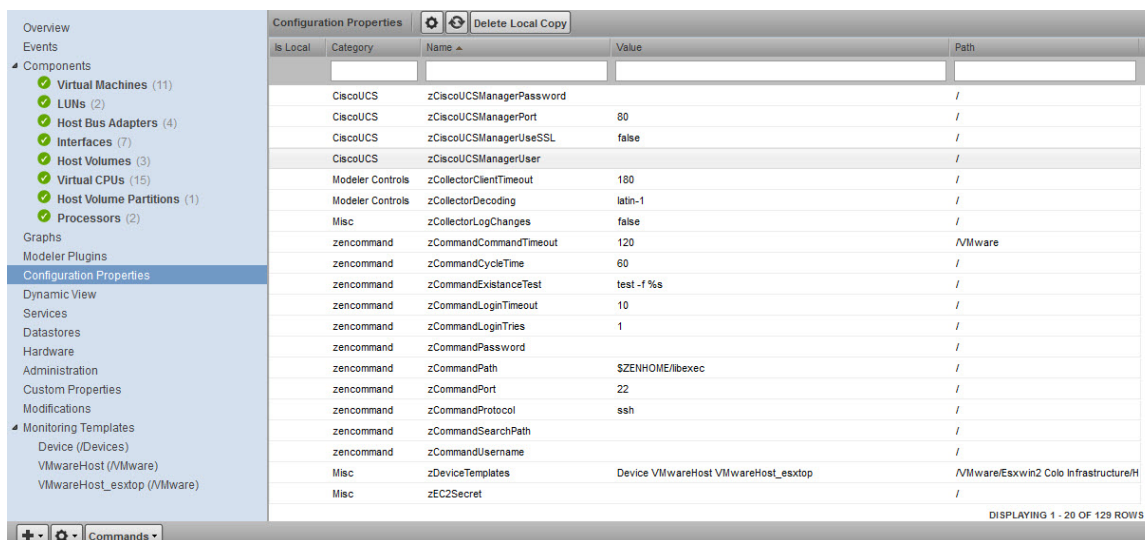 Overview
Events
Components
Virtual Machines (11)
LUNs (2)
Host Bus Adapters (4)
Interfaces (7)
Host Volumes (3)
Virtual CPUs (15)
Host Volume Partitions (1)
Processors (2)
Graphs
Modeler Plugins
Configuration Properties
Dynamic View
Services
Datastores
Hardware
Administration
Custom Properties
Modifications
Monitoring Templates
Device (/Devices)
VMwareHost (/VMware)
VMwareHost_esxtop (/VMware)
Commands
Configuration Properties Delete Local Copy
Is Local Category Name Value Path
CiscoUCS zCiscoUCSManagerPassword /
CiscoUCS zCiscoUCSManagerPort 80 /
CiscoUCS zCiscoUCSManagerUseSSL false /
CiscoUCS zCiscoUCSManagerUser /
Modeler Controls zCollectorClientTimeout 180 /
Modeler Controls zCollectorDecoding latin-1 /
Misc zCollectorLogChanges false /
zencommand zCommandCommandTimeout 120 /VMware
zencommand zCommandCycleTime 60 /
zencommand zCommandExistanceTest test -f %s /
zencommand zCommandLoginTimeout 10 /
zencommand zCommandLoginTries 1 /
zencommand zCommandPassword /
zencommand zCommandPath $ZENHOME/libexec /
zencommand zCommandPort 22 /
zencommand zCommandProtocol ssh /
zencommand zCommandSearchPath /
zencommand zCommandUsername /
Misc zDeviceTemplates Device VMwareHost VMwareHost_esxtop /VMware/Esxwin2 Colo Infrastructure/H
Misc zEC2Secret /
DISPLAYING 1 - 20 OF 129 ROWS